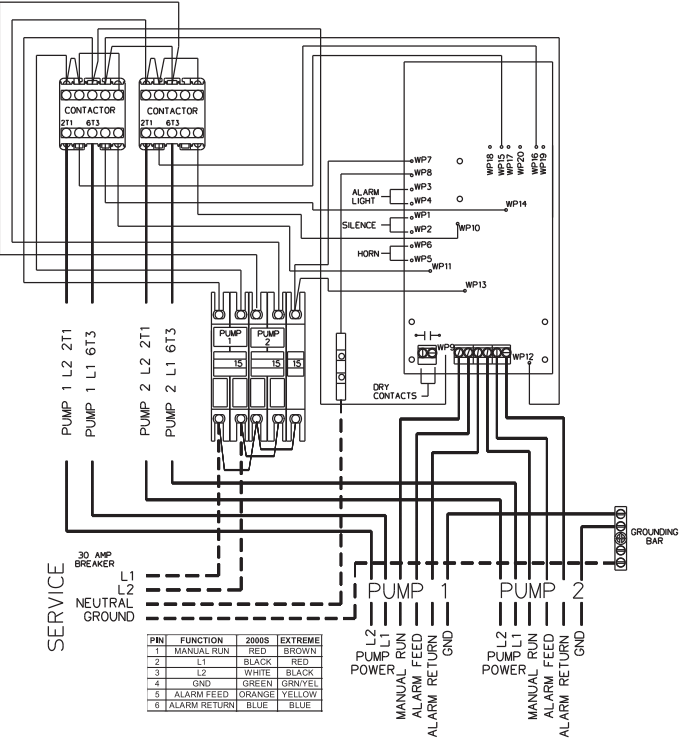 CONTACTOR
2T1 6T3
CONTACTOR
2T1 6T3
WP7
WP8
WP3
WP4
ALARM
LIGHT
WP1
WP2
SILENCE
WP6
WP5
HORN
WP18
WP15
WP17
WP20
WP16
WP19
WP14
WP10
WP11
WP13
WP9
WP12
DRY
CONTACTS
PUMP
1
PUMP
2
15
15
15
PUMP 1 L2 2T1
PUMP 1 L1 6T3
PUMP 2 L2 2T1
PUMP 2 L1 6T3
GROUNDING
BAR
SERVICE
30 AMP
BREAKER
L1
L2
NEUTRAL
GROUND
PUMP 1
PUMP 2
L2
L1
PUMP
POWER
MANUAL RUN
ALARM FEED
ALARM RETURN
GND
L2
L1
PUMP
POWER
MANUAL RUN
ALARM FEED
ALARM RETURN
GND
PIN FUNCTION 2000S EXTREME
1 MANUAL RUN RED BROWN
2 L1 BLACK RED
3 L2 WHITE BLACK
4 GND GREEN GRN/YEL
5 ALARM FEED ORANGE YELLOW
6 ALARM RETURN BLUE BLUE